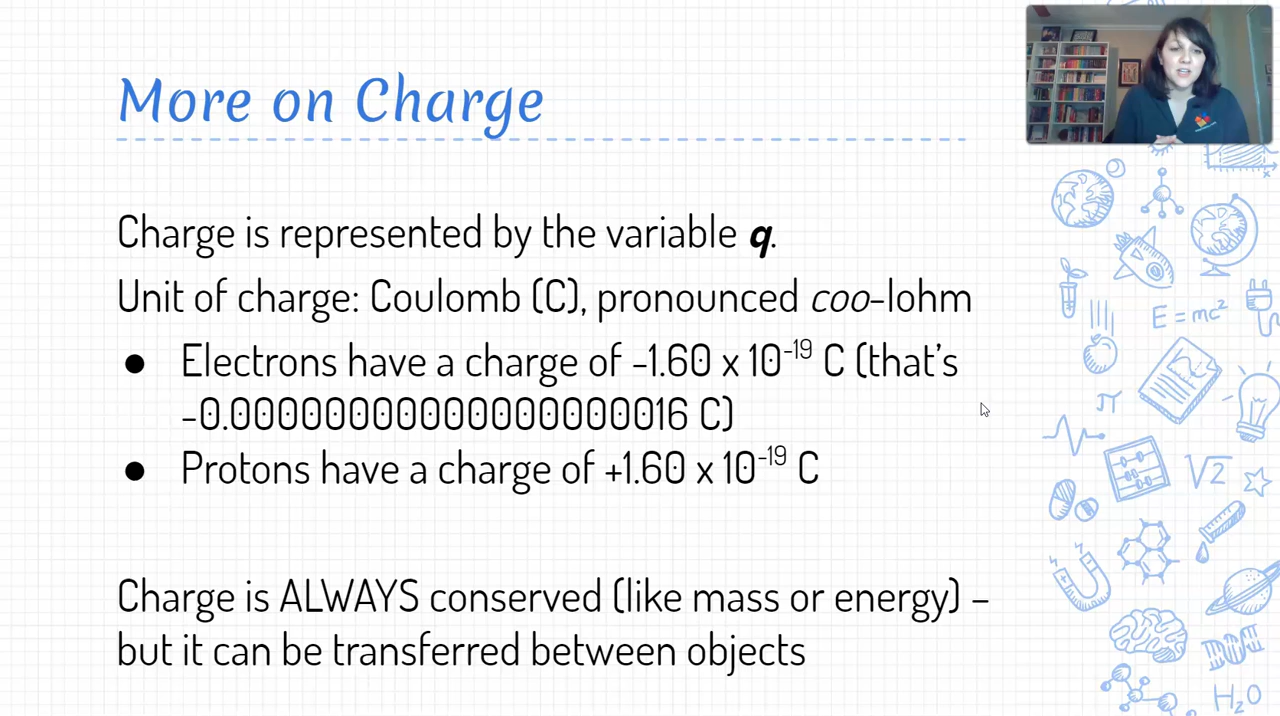 More on Charge
Charge is represented by the variable q.
Unit of charge: Coulomb (C), pronounced coo-lohm
● Electrons have a charge of -1.60 x 10⁻¹⁹ C (that's
-0.00000000000000000016 C)
● Protons have a charge of +1.60 x 10⁻¹⁹ C
Charge is ALWAYS conserved (like mass or energy) –
but it can be transferred between objects
x
E = mc²
π
√2
H₂O